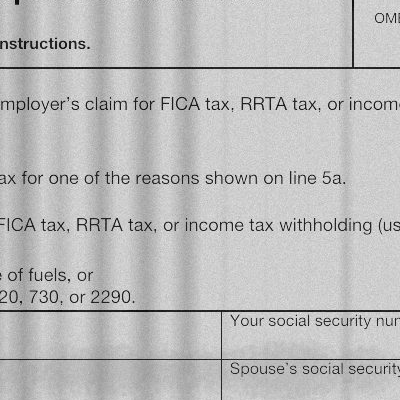 OMB
nstructions.
mployer's claim for FICA tax, RRTA tax, or income
ax for one of the reasons shown on line 5a.
FICA tax, RRTA tax, or income tax withholding (us
e of fuels, or
20, 730, or 2290.
Your social security num
Spouse's social security